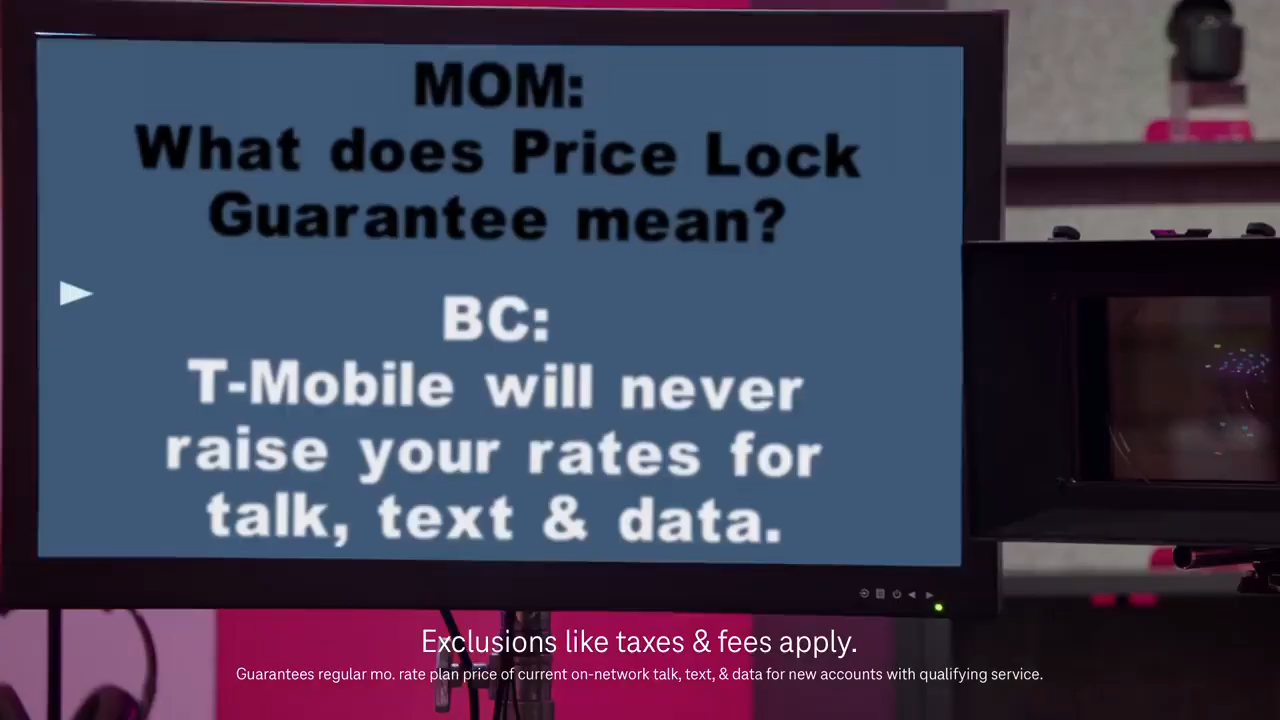 MOM:
What does Price Lock
Guarantee mean?
BC:
T-Mobile will never
raise your rates for
talk, text & data.
Exclusions like taxes & fees apply.
Guarantees regular mo. rate plan price of current on-network talk, text, & data for new accounts with qualifying service.